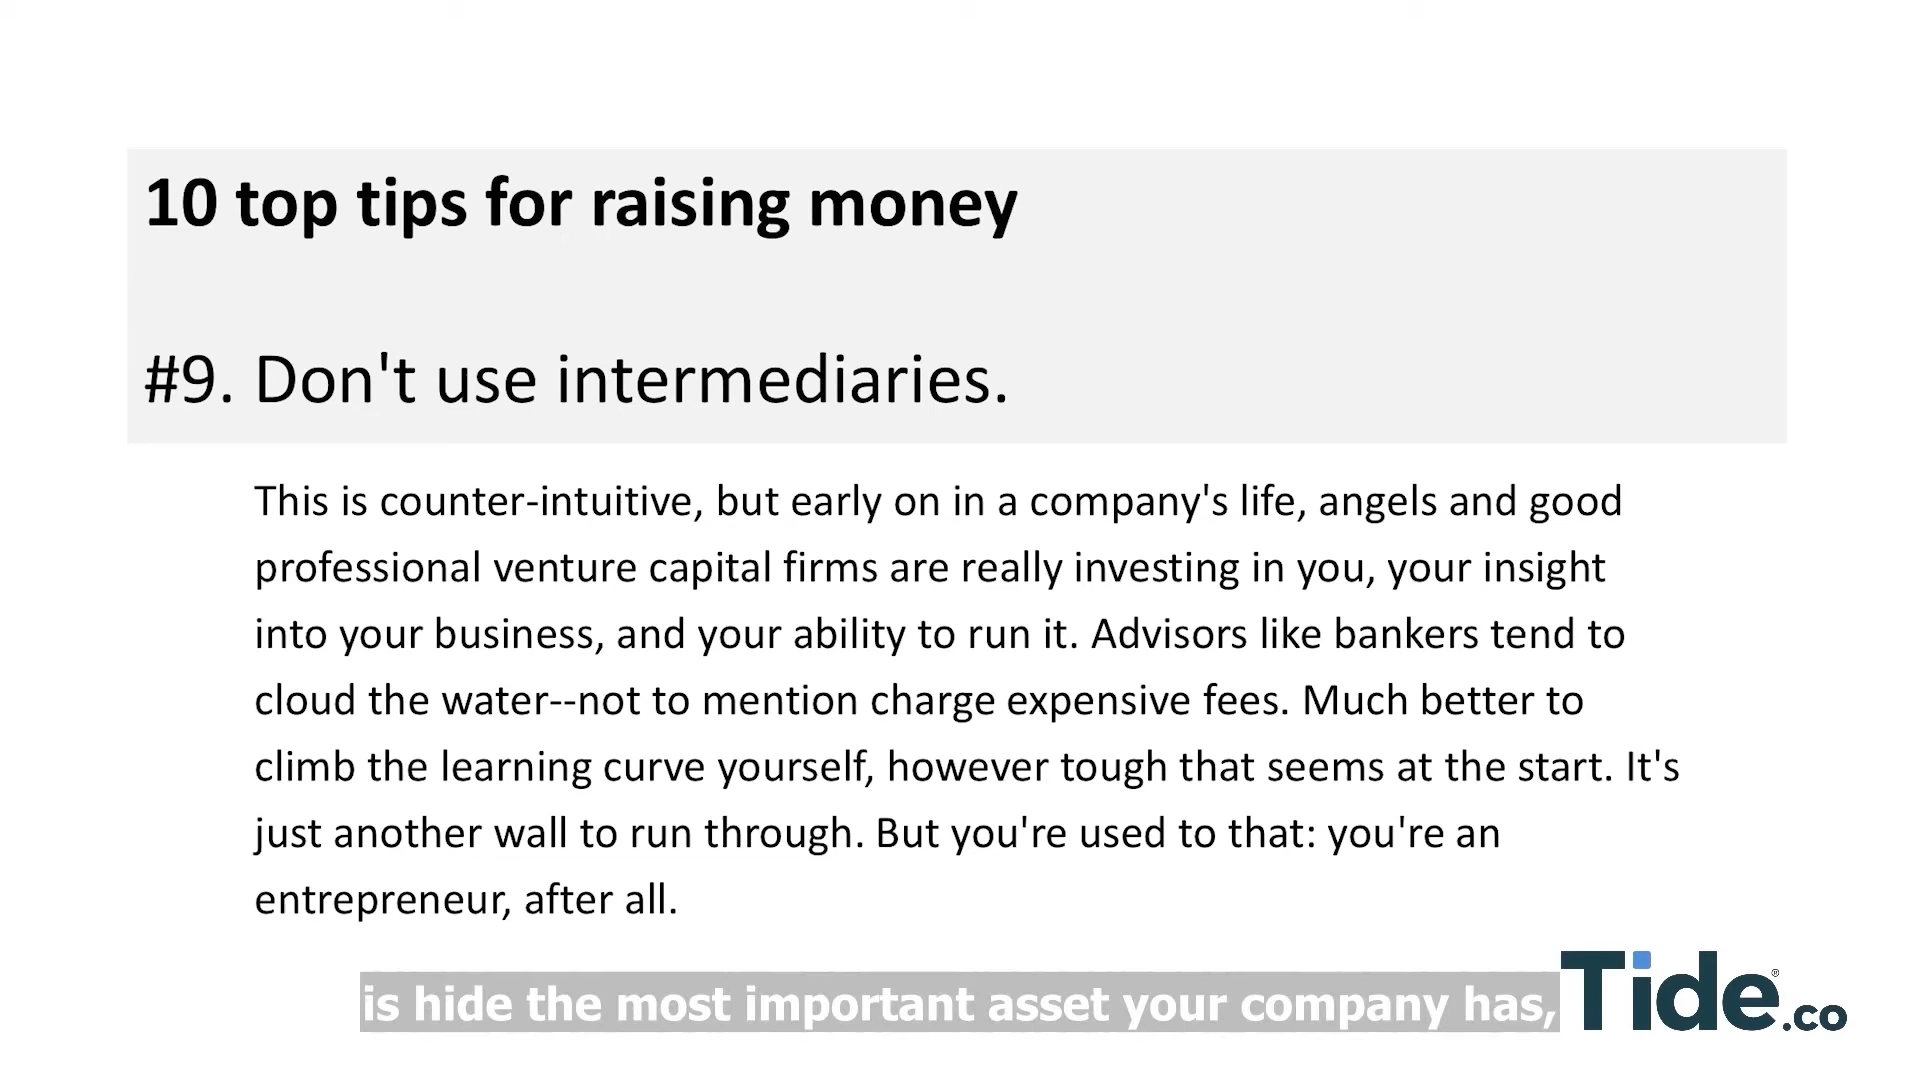 10 top tips for raising money
#9. Don't use intermediaries.
This is counter-intuitive, but early on in a company's life, angels and good
professional venture capital firms are really investing in you, your insight
into your business, and your ability to run it. Advisors like bankers tend to
cloud the water--not to mention charge expensive fees. Much better to
climb the learning curve yourself, however tough that seems at the start. It's
just another wall to run through. But you're used to that: you're an
entrepreneur, after all.
is hide the most important asset your company has,
Tide®.co